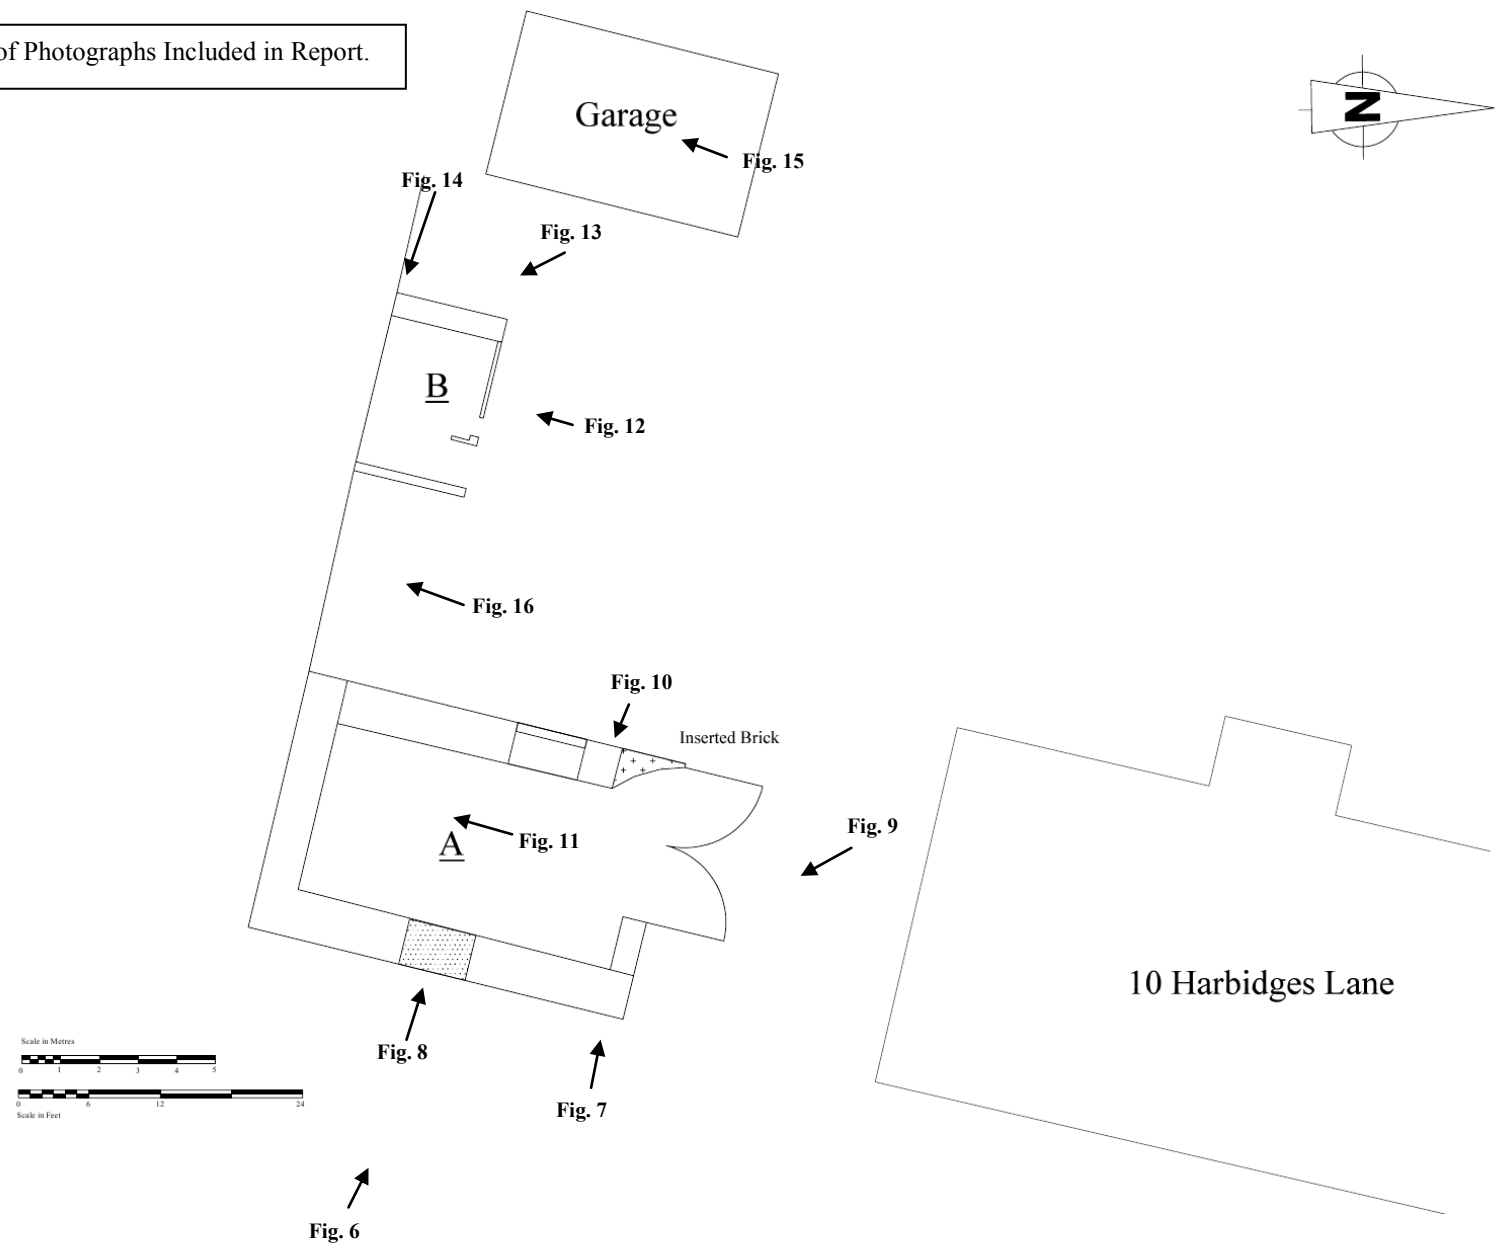 of Photographs Included in Report.
Garage
N
Fig. 15
Fig. 14
Fig. 13
B
Fig. 12
Fig. 16
Fig. 10
Inserted Brick
Fig. 11
A
Fig. 9
10 Harbidges Lane
Fig. 8
Scale in Metres
0 1 2 3 4 5
0 6 12 24
Scale in Feet
Fig. 7
Fig. 6